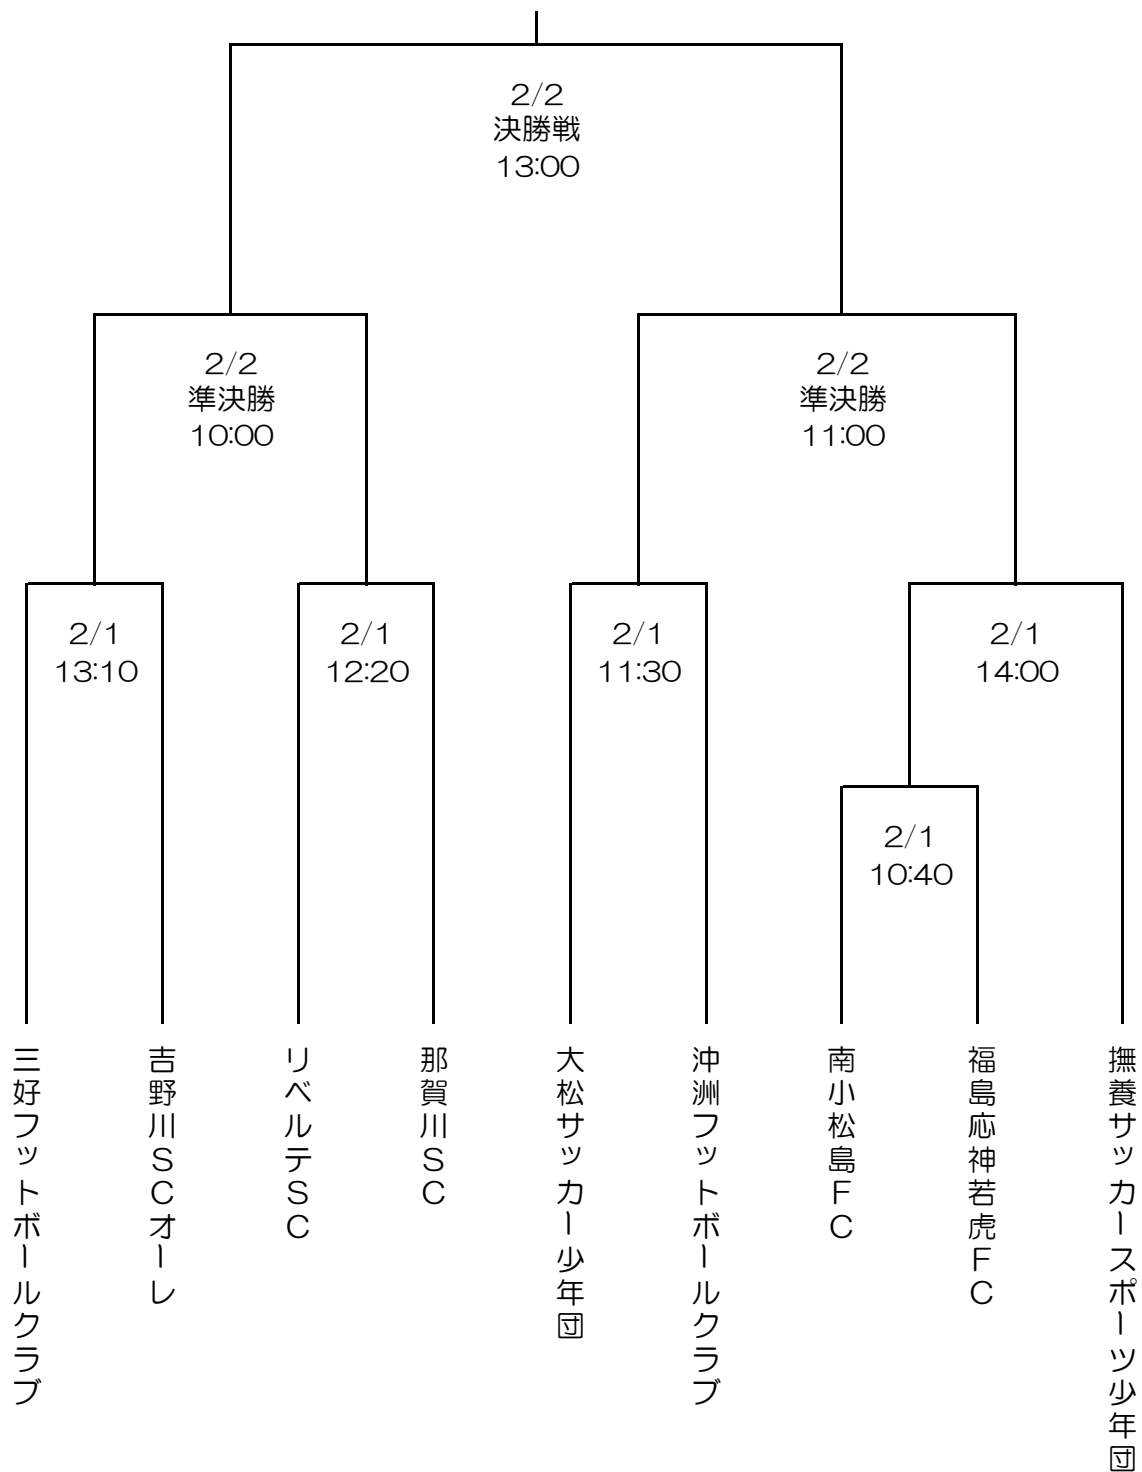 2/2
決勝戦
13:00
2/2
準決勝
10:00
2/2
準決勝
11:00
2/1
13:10
2/1
12:20
2/1
11:30
2/1
14:00
2/1
10:40
三好フットボールクラブ
吉野川SCオーレ
リベルテSC
那賀川SC
大松サッカー少年団
沖洲フットボールクラブ
南小松島FC
福島応神若虎FC
撫養サッカースポーツ少年団